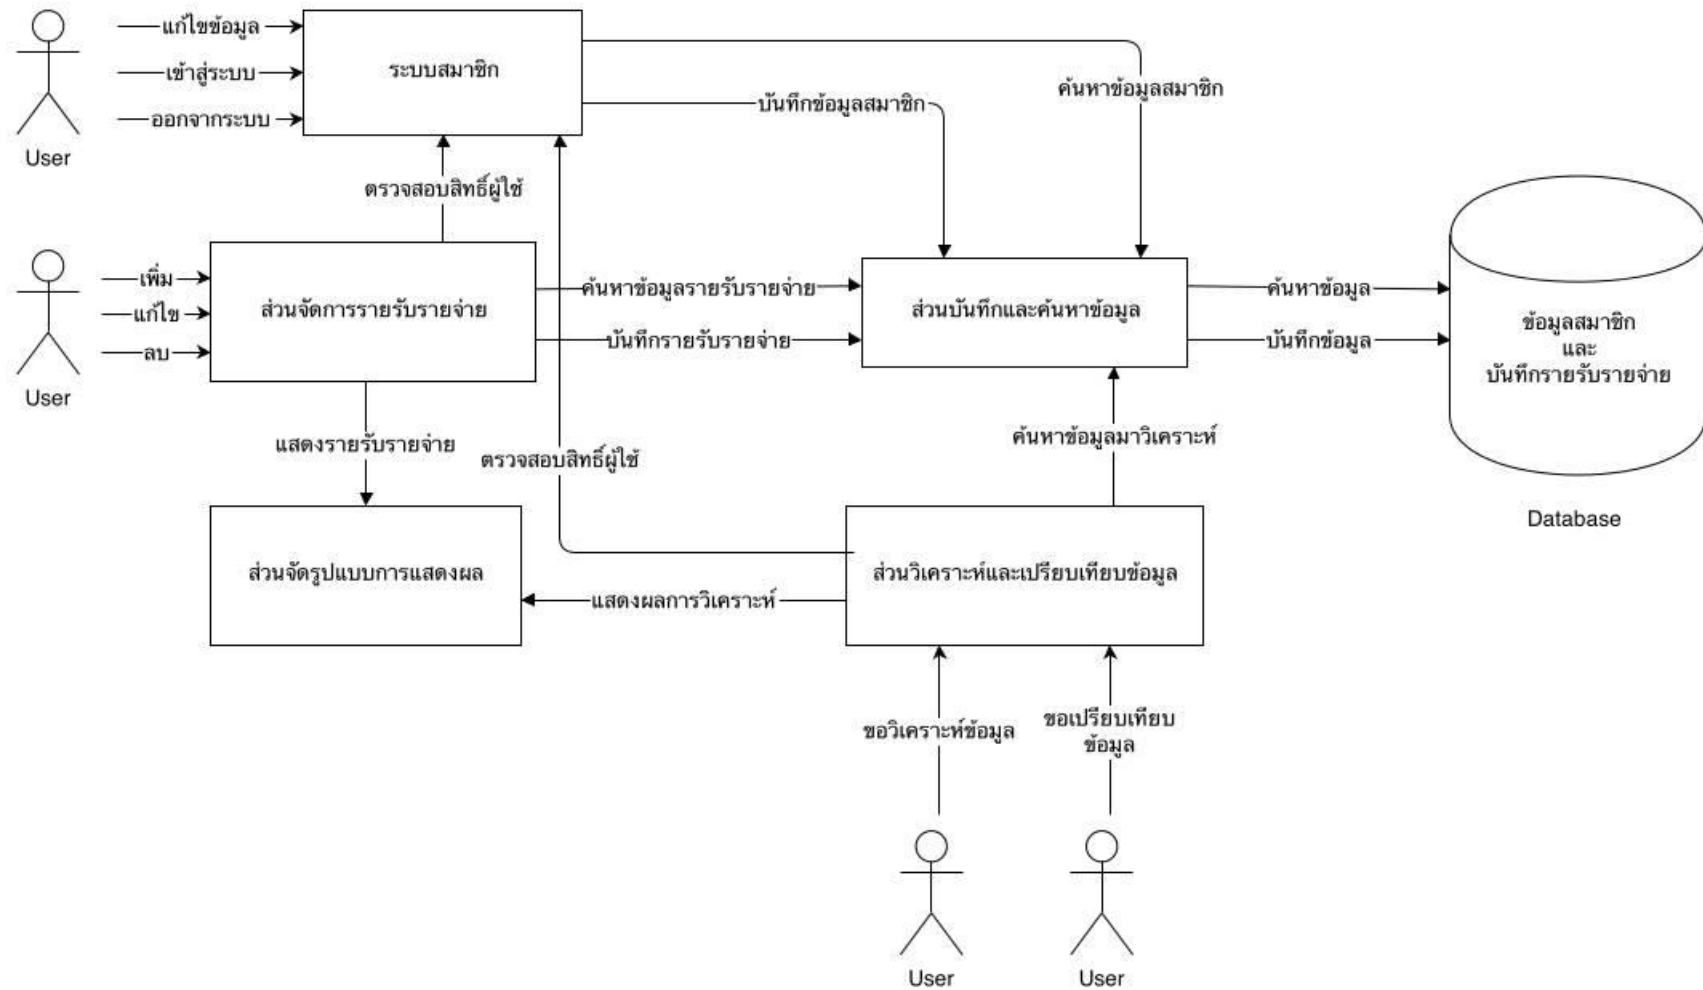 แก้ไขข้อมูล
เข้าสู่ระบบ
ออกจากระบบ
User
ระบบสมาชิก
บันทึกข้อมูลสมาชิก
ค้นหาข้อมูลสมาชิก
ตรวจสอบสิทธิ์ผู้ใช้
เพิ่ม
แก้ไข
ลบ
User
ส่วนจัดการรายรับรายจ่าย
ค้นหาข้อมูลรายรับรายจ่าย
บันทึกรายรับรายจ่าย
ส่วนบันทึกและค้นหาข้อมูล
ค้นหาข้อมูล
บันทึกข้อมูล
ข้อมูลสมาชิก
และ
บันทึกรายรับรายจ่าย
Database
แสดงรายรับรายจ่าย
ตรวจสอบสิทธิ์ผู้ใช้
ค้นหาข้อมูลมาวิเคราะห์
ส่วนจัดรูปแบบการแสดงผล
แสดงผลการวิเคราะห์
ส่วนวิเคราะห์และเปรียบเทียบข้อมูล
ขอวิเคราะห์ข้อมูล
ขอเปรียบเทียบ
ข้อมูล
User
User